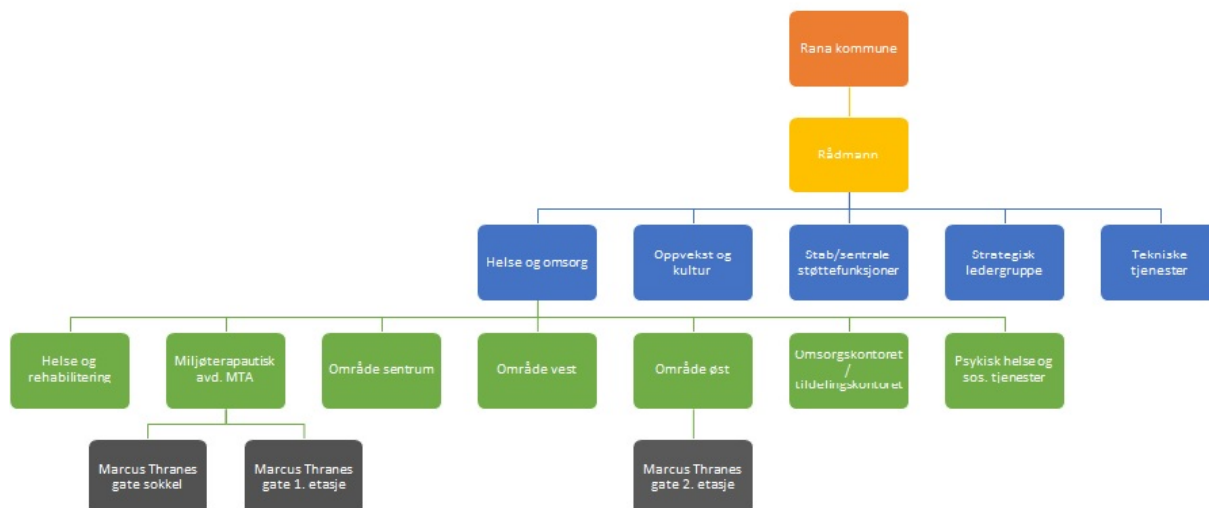 Rana kommune
Rådmann
Helse og omsorg
Oppvekst og
kultur
Stab/sentrale
støttefunksjoner
Strategisk
ledergruppe
Tekniske
tjenester
Helse og
rehabilitering
Miljøterapautisk
avd. MTA
Område sentrum
Område vest
Område øst
Omsorgskontoret
/
tildelingskontoret
Psykisk helse og
sos. tjenester
Marcus Thranes
gate sokkel
Marcus Thranes
gate 1. etasje
Marcus Thranes
gate 2. etasje